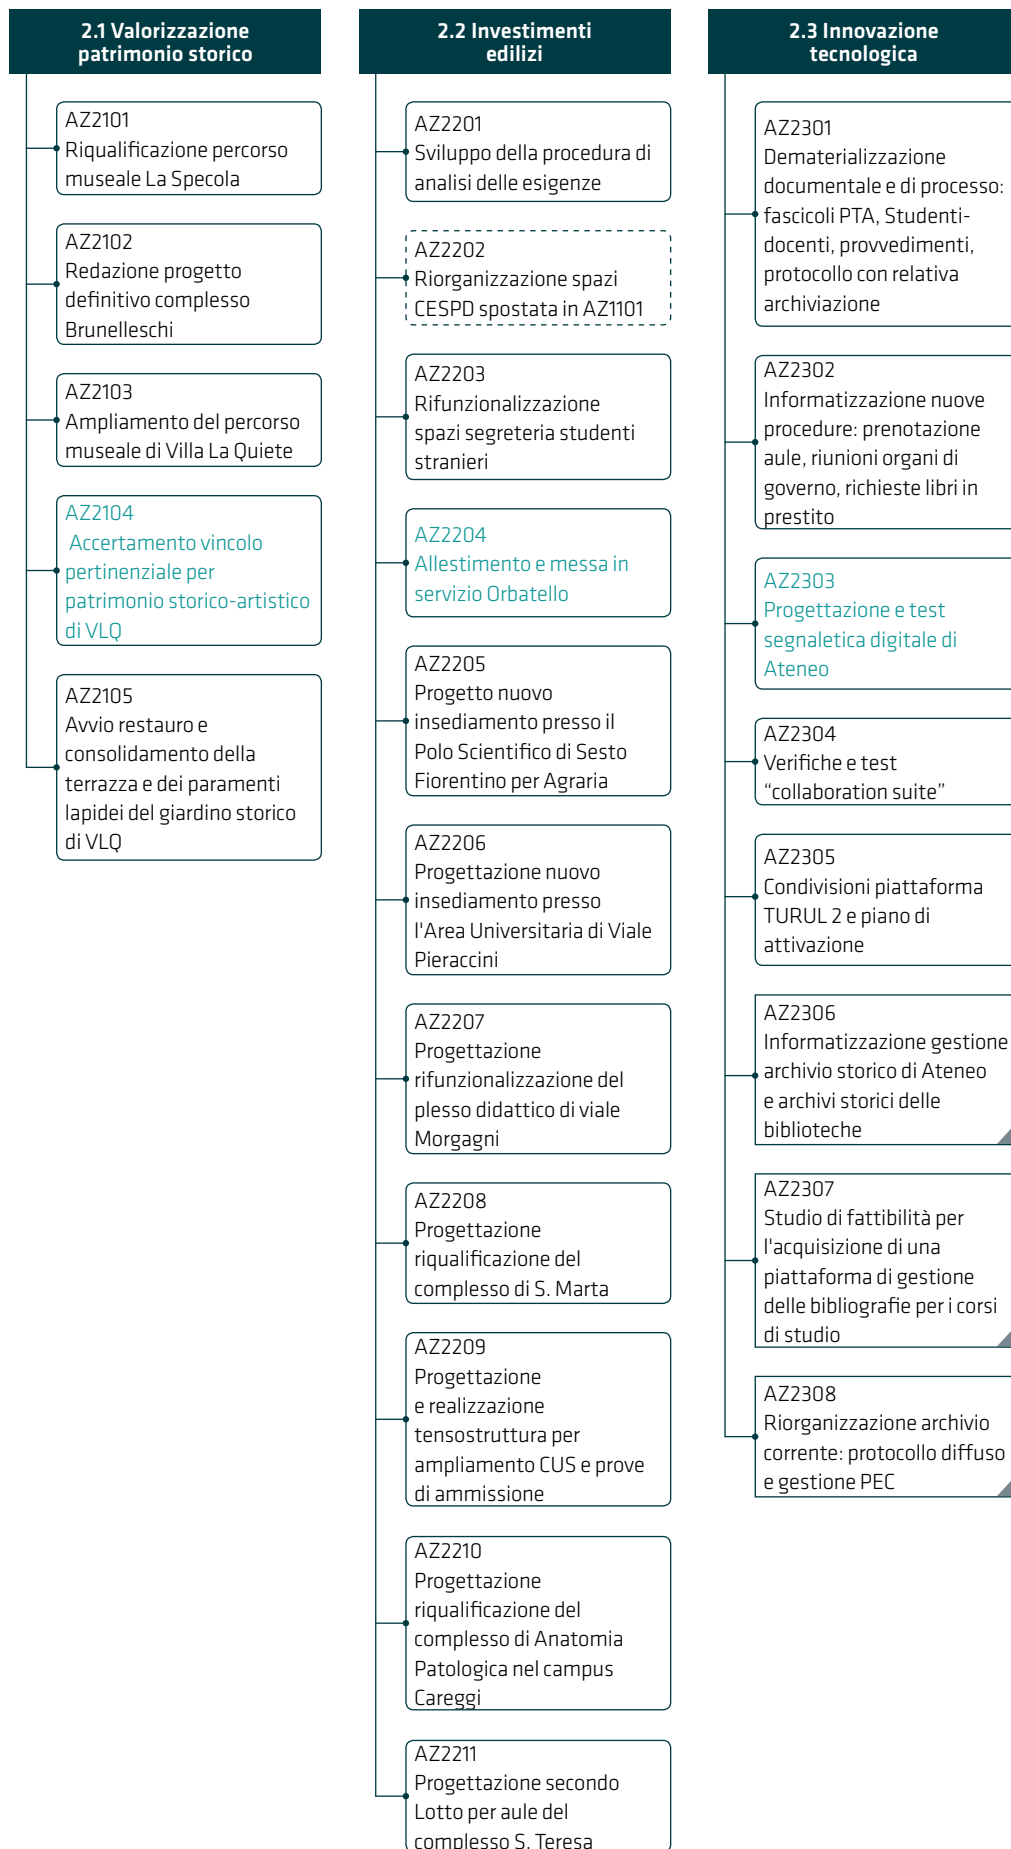 2.1 Valorizzazione
patrimonio storico
AZ2101
Riqualificazione percorso
museale La Specola
AZ2102
Redazione progetto
definitivo complesso
Brunelleschi
AZ2103
Ampliamento del percorso
museale di Villa La Quiete
AZ2104
Accertamento vincolo
pertinenziale per
patrimonio storico-artistico
di VLQ
AZ2105
Avvio restauro e
consolidamento della
terrazza e dei paramenti
lapidei del giardino storico
di VLQ
2.2 Investimenti
edilizi
AZ2201
Sviluppo della procedura di
analisi delle esigenze
AZ2202
Riorganizzazione spazi
CESPD spostata in AZ1101
AZ2203
Rifunzionalizzazione
spazi segreteria studenti
stranieri
AZ2204
Allestimento e messa in
servizio Orbatello
AZ2205
Progetto nuovo
insediamento presso il
Polo Scientifico di Sesto
Fiorentino per Agraria
AZ2206
Progettazione nuovo
insediamento presso
l'Area Universitaria di Viale
Pieraccini
AZ2207
Progettazione
rifunzionalizzazione del
plesso didattico di viale
Morgagni
AZ2208
Progettazione
riqualificazione del
complesso di S. Marta
AZ2209
Progettazione
e realizzazione
tensostruttura per
ampliamento CUS e prove
di ammissione
AZ2210
Progettazione
riqualificazione del
complesso di Anatomia
Patologica nel campus
Careggi
AZ2211
Progettazione secondo
Lotto per aule del
complesso S. Teresa
2.3 Innovazione
tecnologica
AZ2301
Dematerializzazione
documentale e di processo:
fascicoli PTA, Studenti-
docenti, provvedimenti,
protocollo con relativa
archiviazione
AZ2302
Informatizzazione nuove
procedure: prenotazione
aule, riunioni organi di
governo, richieste libri in
prestito
AZ2303
Progettazione e test
segnaletica digitale di
Ateneo
AZ2304
Verifiche e test
“collaboration suite”
AZ2305
Condivisioni piattaforma
TURUL 2 e piano di
attivazione
AZ2306
Informatizzazione gestione
archivio storico di Ateneo
e archivi storici delle
biblioteche
AZ2307
Studio di fattibilità per
l'acquisizione di una
piattaforma di gestione
delle bibliografie per i corsi
di studio
AZ2308
Riorganizzazione archivio
corrente: protocollo diffuso
e gestione PEC